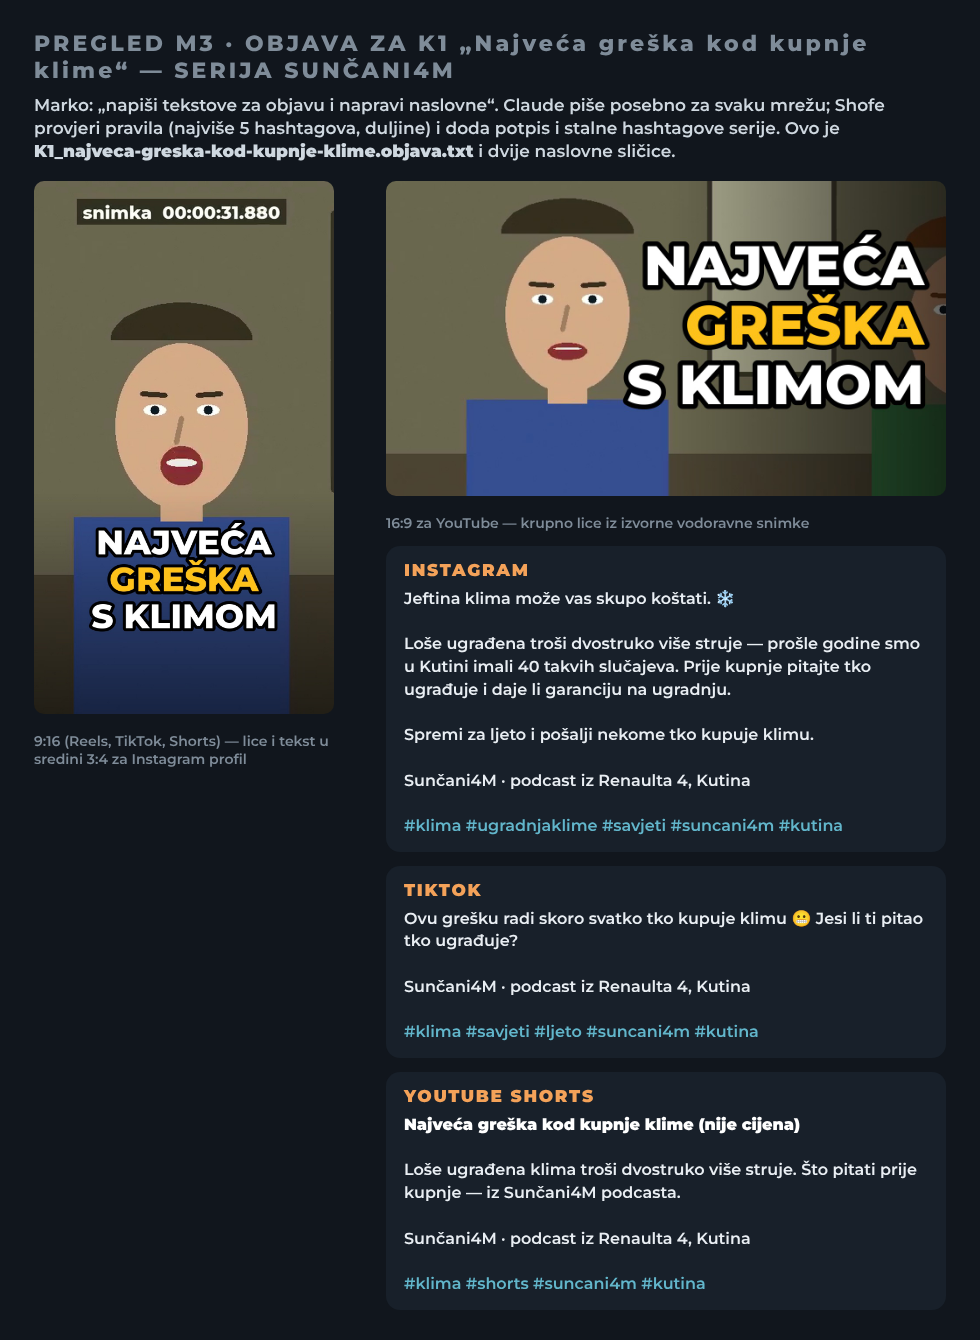 PREGLED M3 · OBJAVA ZA K1 „Najveća greška kod kupnje
klime“ — SERIJA SUNČANI4M
Marko: „napiši tekstove za objavu i napravi naslovne“. Claude piše posebno za svaku mrežu; Shofe
provjeri pravila (najviše 5 hashtagova, duljine) i doda potpis i stalne hashtagove serije. Ovo je
K1_najveca-greska-kod-kupnje-klime.objava.txt i dvije naslovne sličice.
snimka 00:00:31.880
NAJVEĆA
GREŠKA
S KLIMOM
9:16 (Reels, TikTok, Shorts) — lice i tekst u
sredini 3:4 za Instagram profil
NAJVEĆA
GREŠKA
S KLIMOM
16:9 za YouTube — krupno lice iz izvorne vodoravne snimke
INSTAGRAM
Jeftina klima može vas skupo koštati. ❄️
Loše ugrađena troši dvostruko više struje — prošle godine smo
u Kutini imali 40 takvih slučajeva. Prije kupnje pitajte tko
ugrađuje i daje li garanciju na ugradnju.
Spremi za ljeto i pošalji nekome tko kupuje klimu.
Sunčani4M · podcast iz Renaulta 4, Kutina
#klima #ugradnjaklime #savjeti #suncani4m #kutina
TIKTOK
Ovu grešku radi skoro svatko tko kupuje klimu 😬 Jesi li ti pitao
tko ugrađuje?
Sunčani4M · podcast iz Renaulta 4, Kutina
#klima #savjeti #ljeto #suncani4m #kutina
YOUTUBE SHORTS
Najveća greška kod kupnje klime (nije cijena)
Loše ugrađena klima troši dvostruko više struje. Što pitati prije
kupnje — iz Sunčani4M podcasta.
Sunčani4M · podcast iz Renaulta 4, Kutina
#klima #shorts #suncani4m #kutina